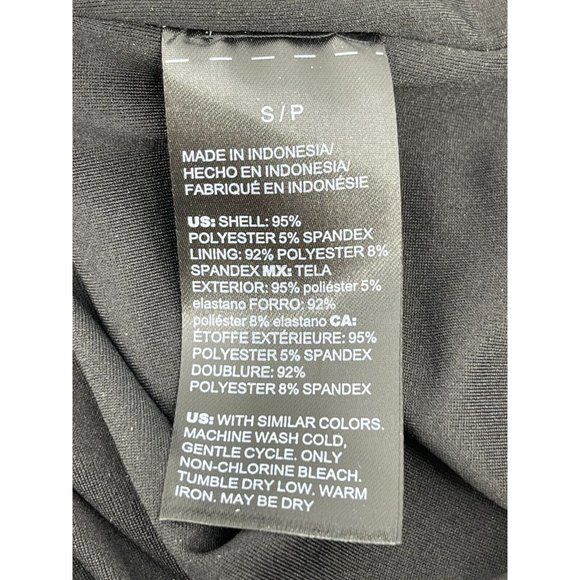 S/P
MADE IN INDONESIA/
HECHO EN INDONESIA/
FABRIQUÉ EN INDONÉSIE
US: SHELL: 95%
POLYESTER 5% SPANDEX
LINING: 92% POLYESTER 8%
SPANDEX MX: TELA
EXTERIOR: 95% poliéster 5%
elastano FORRO: 92%
poliéster 8% elastano CA:
ÉTOFFE EXTÉRIEURE: 95%
POLYESTER 5% SPANDEX
DOUBLURE: 92%
POLYESTER 8% SPANDEX
US: WITH SIMILAR COLORS.
MACHINE WASH COLD,
GENTLE CYCLE. ONLY
NON-CHLORINE BLEACH.
TUMBLE DRY LOW. WARM
IRON. MAY BE DRY